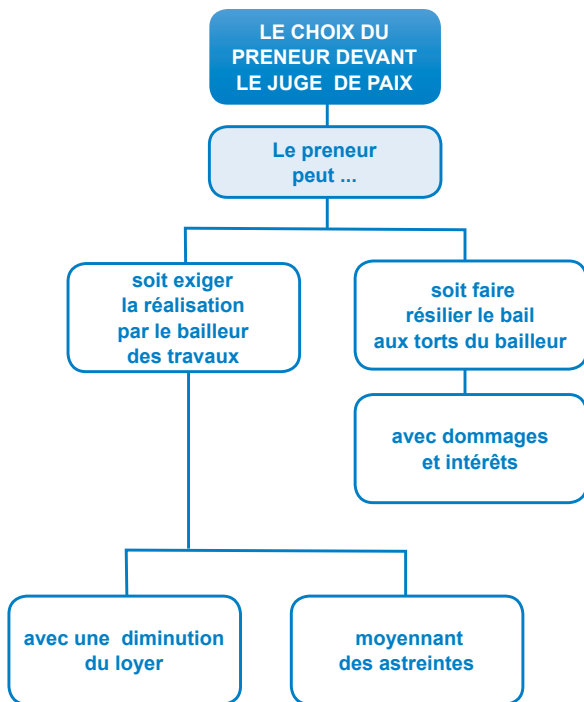 LE CHOIX DU
PRENEUR DEVANT
LE JUGE DE PAIX
Le preneur
peut ...
soit exiger
la réalisation
par le bailleur
des travaux
soit faire
résilier le bail
aux torts du bailleur
avec dommages
et intérêts
avec une diminution
du loyer
moyennant
des astreintes